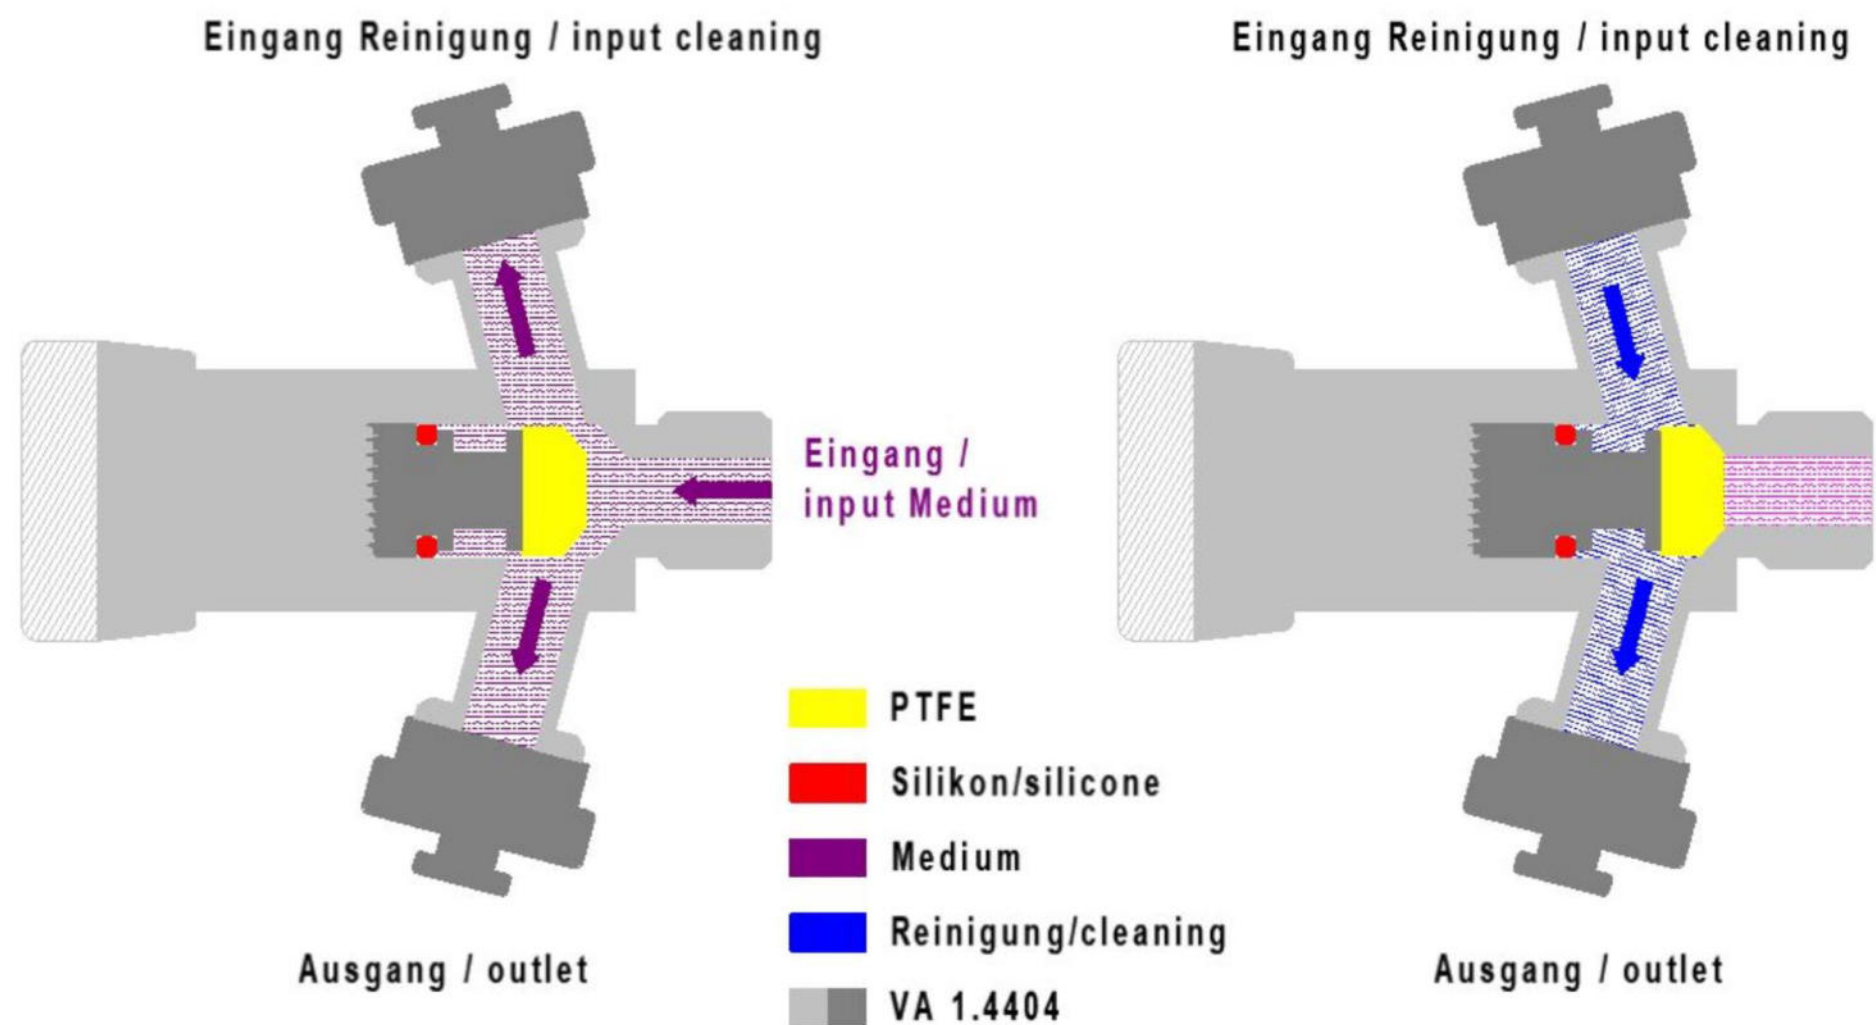 Eingang Reinigung / input cleaning
Eingang Reinigung / input cleaning
Eingang /
input Medium
PTFE
Silikon/silicone
Medium
Reinigung/cleaning
VA 1.4404
Ausgang / outlet
Ausgang / outlet